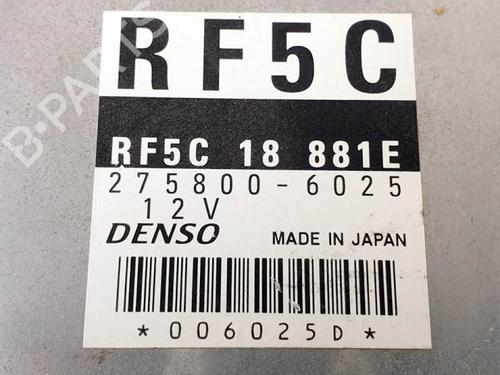 RF5C
RF5C 18 881E
275800-6025
12V
DENSO MADE IN JAPAN
*006025D*
B-PARTS